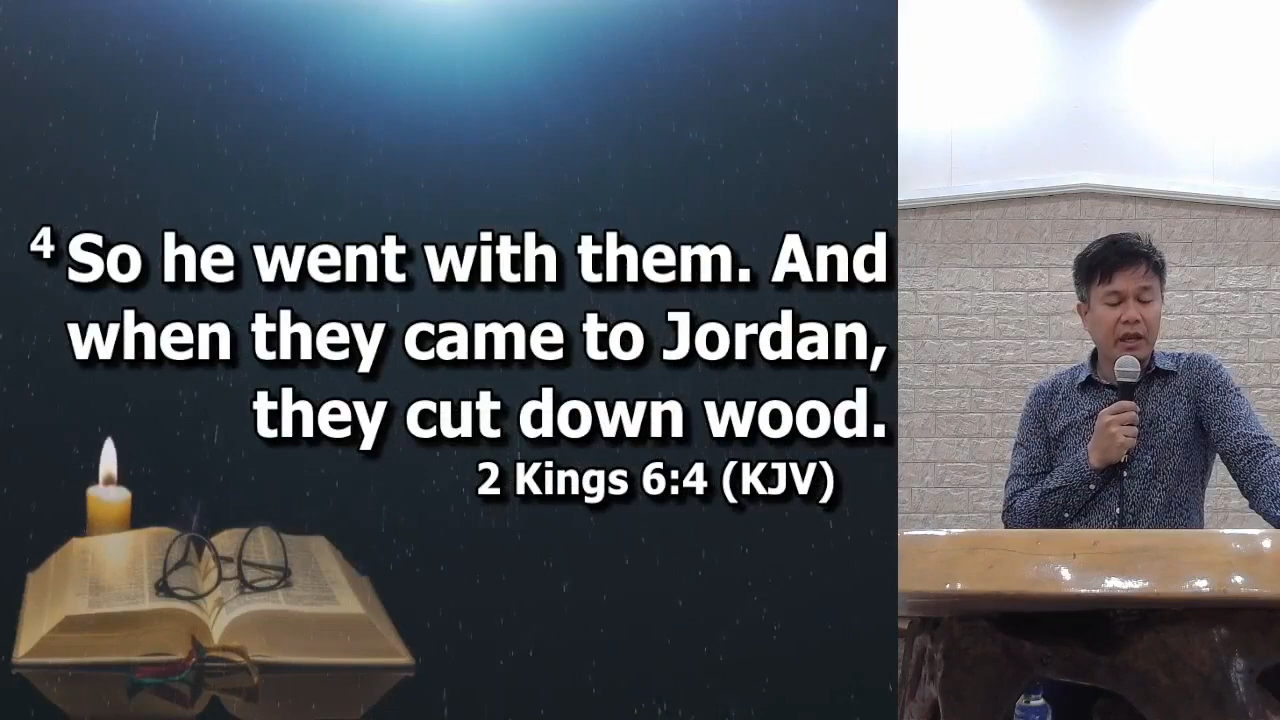 4 So he went with them. And
when they came to Jordan,
they cut down wood.
2 Kings 6:4 (KJV)